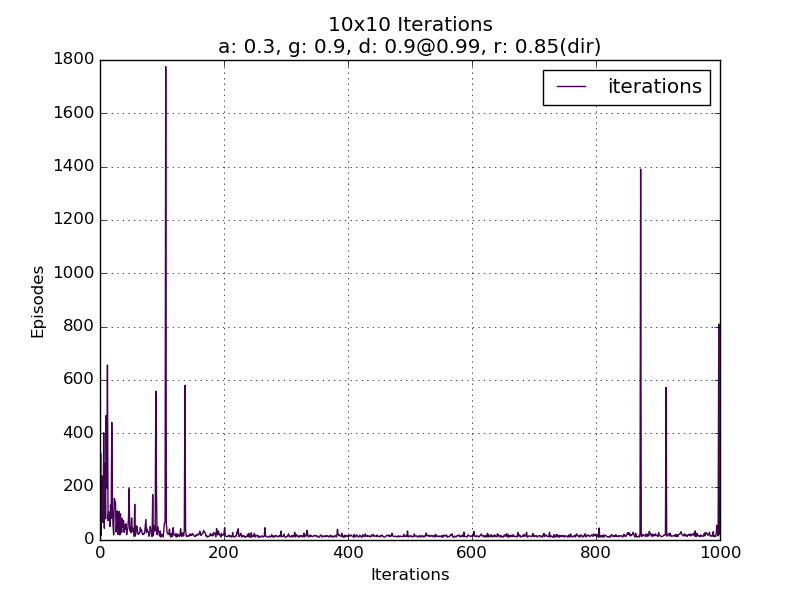 10x10 Iterations
a: 0.3, g: 0.9, d: 0.9@0.99, r: 0.85(dir)
iterations
1800
1600
1400
1200
1000
800
600
400
200
0
Episodes
0 200 400 600 800 1000
Iterations